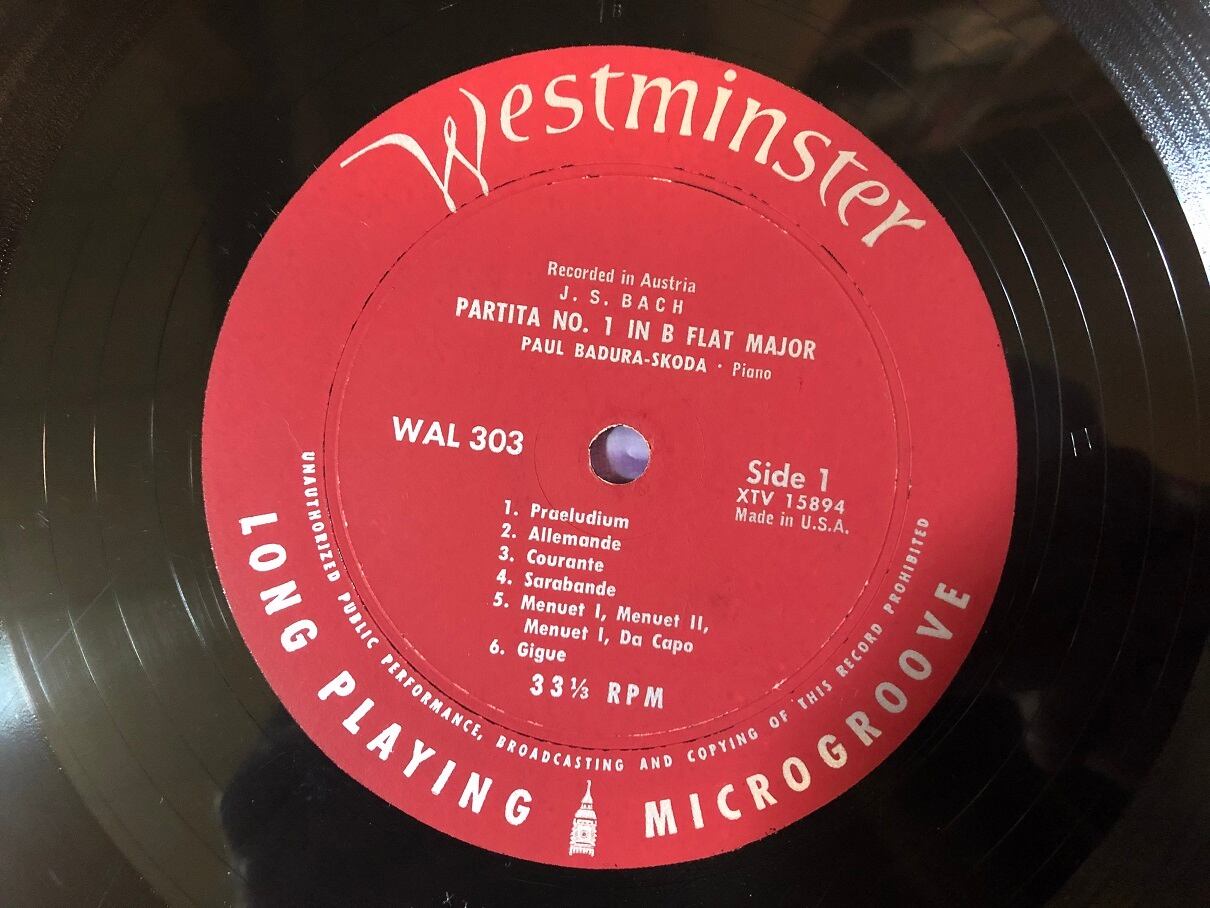 Westminster
Recorded in Austria
J. S. BACH
PARTITA NO. 1 IN B FLAT MAJOR
PAUL BADURA-SKODA · Piano
WAL 303
Side 1
XTV 15894
Made in U.S.A.
1. Praeludium
2. Allemande
3. Courante
4. Sarabande
5. Menuet I, Menuet II,
Menuet I, Da Capo
6. Gigue
33⅓ RPM
UNAUTHORIZED PUBLIC PERFORMANCE, BROADCASTING AND COPYING OF THIS RECORD PROHIBITED
LONG PLAYING MICROGROOVE